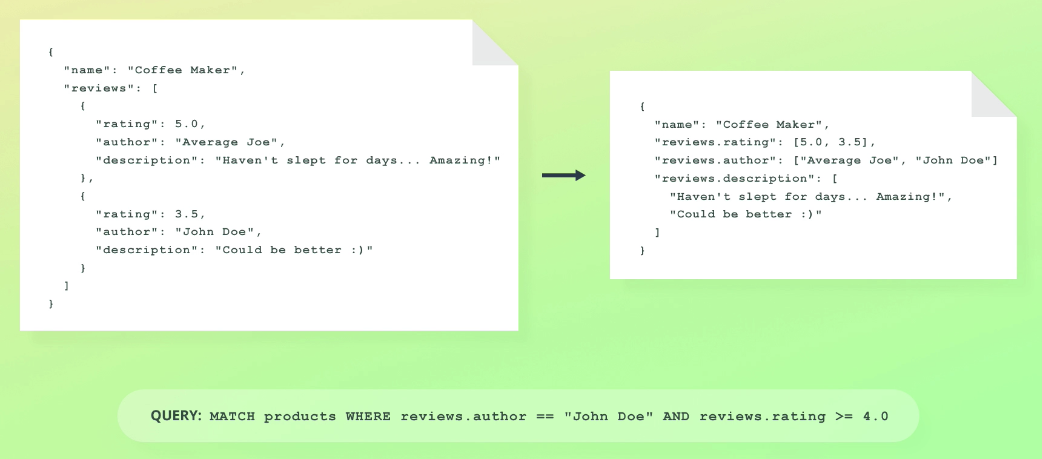 {
  "name": "Coffee Maker",
  "reviews": [
    {
      "rating": 5.0,
      "author": "Average Joe",
      "description": "Haven't slept for days... Amazing!"
    },
    {
      "rating": 3.5,
      "author": "John Doe",
      "description": "Could be better :)"
    }
  ]
}
{
  "name": "Coffee Maker",
  "reviews.rating": [5.0, 3.5],
  "reviews.author": ["Average Joe", "John Doe"]
  "reviews.description": [
    "Haven't slept for days... Amazing!",
    "Could be better :)"
  ]
}
QUERY: MATCH products WHERE reviews.author == "John Doe" AND reviews.rating >= 4.0